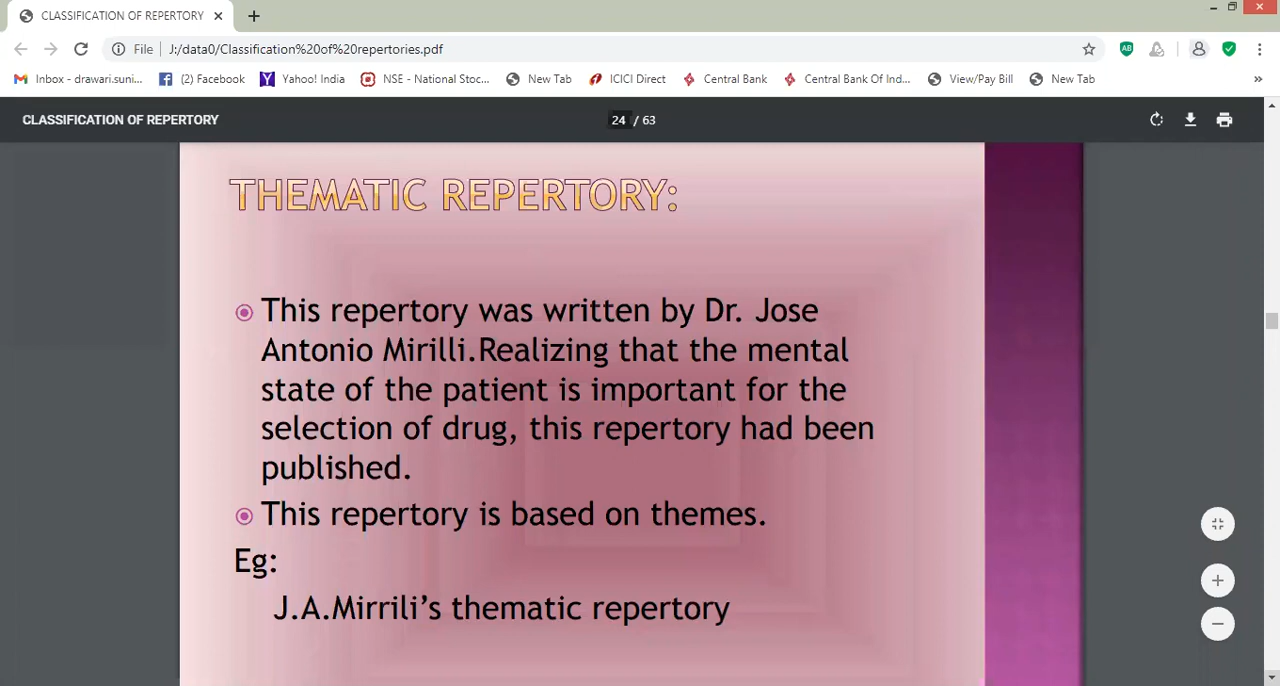 CLASSIFICATION OF REPERTORY
File J:/data0/Classification%20of%20repertories.pdf
AB
Inbox - drawari.suni... (2) Facebook Yahoo! India NSE - National Stoc... New Tab ICICI Direct Central Bank Central Bank Of Ind... View/Pay Bill New Tab
CLASSIFICATION OF REPERTORY 24 / 63
THEMATIC REPERTORY:
This repertory was written by Dr. Jose
Antonio Mirilli.Realizing that the mental
state of the patient is important for the
selection of drug, this repertory had been
published.
This repertory is based on themes.
Eg:
J.A.Mirrili’s thematic repertory